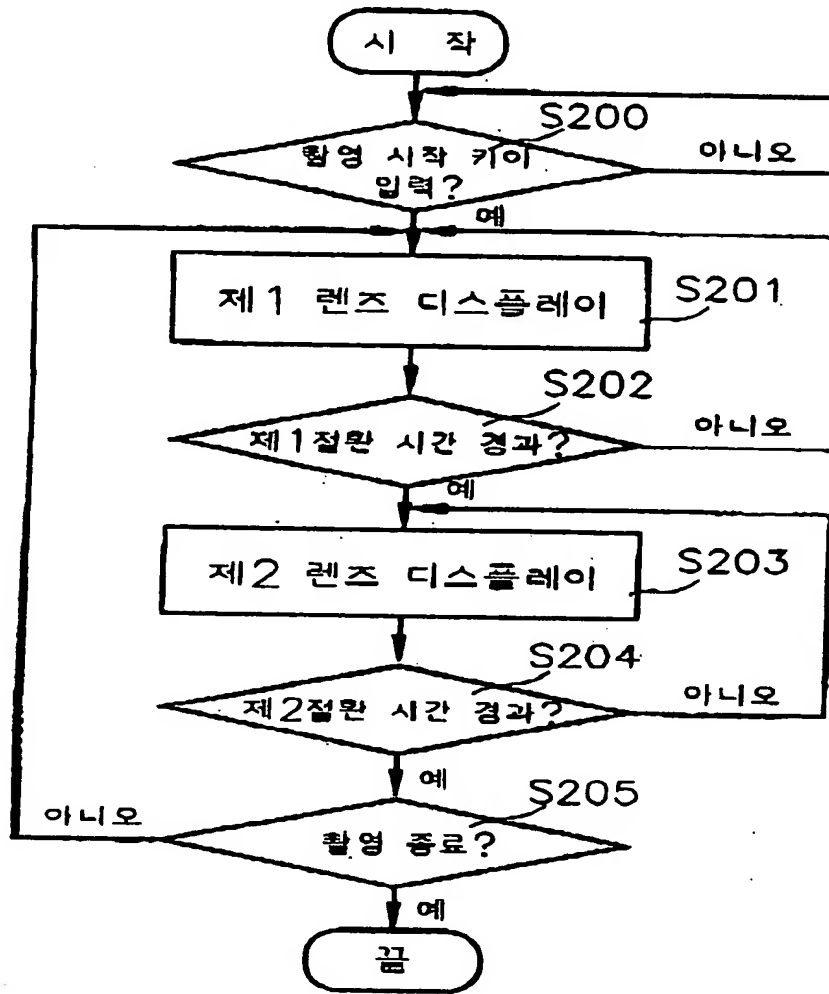 시 작
S200
촬영 시작 키이
입력?
아니오
예
제1 렌즈 디스플레이
S201
S202
제1절환 시간 경과?
아니오
예
제2 렌즈 디스플레이
S203
S204
제2절환 시간 경과?
아니오
예
S205
아니오
촬영 종료?
예
끝